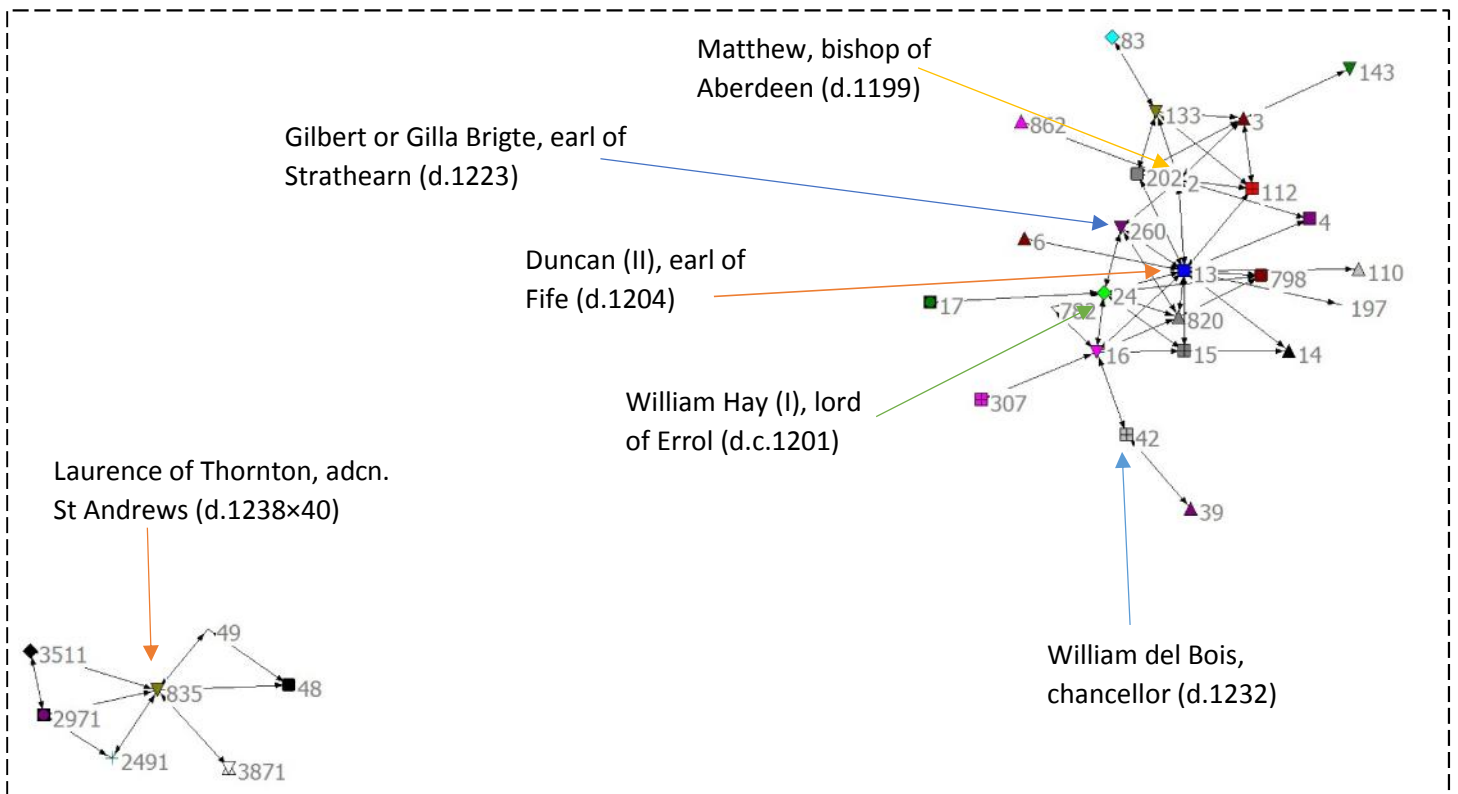 Matthew, bishop of
Aberdeen (d.1199)
83
143
133
3
862
Gilbert or Gilla Brigte, earl of
Strathearn (d.1223)
202
2
112
4
260
6
Duncan (II), earl of
Fife (d.1204)
13
798
110
24
17
782
820
197
16
15
14
William Hay (I), lord
of Errol (d.c.1201)
307
42
Laurence of Thornton, adcn.
St Andrews (d.1238×40)
39
49
3511
835
48
2971
2491
3871
William del Bois,
chancellor (d.1232)